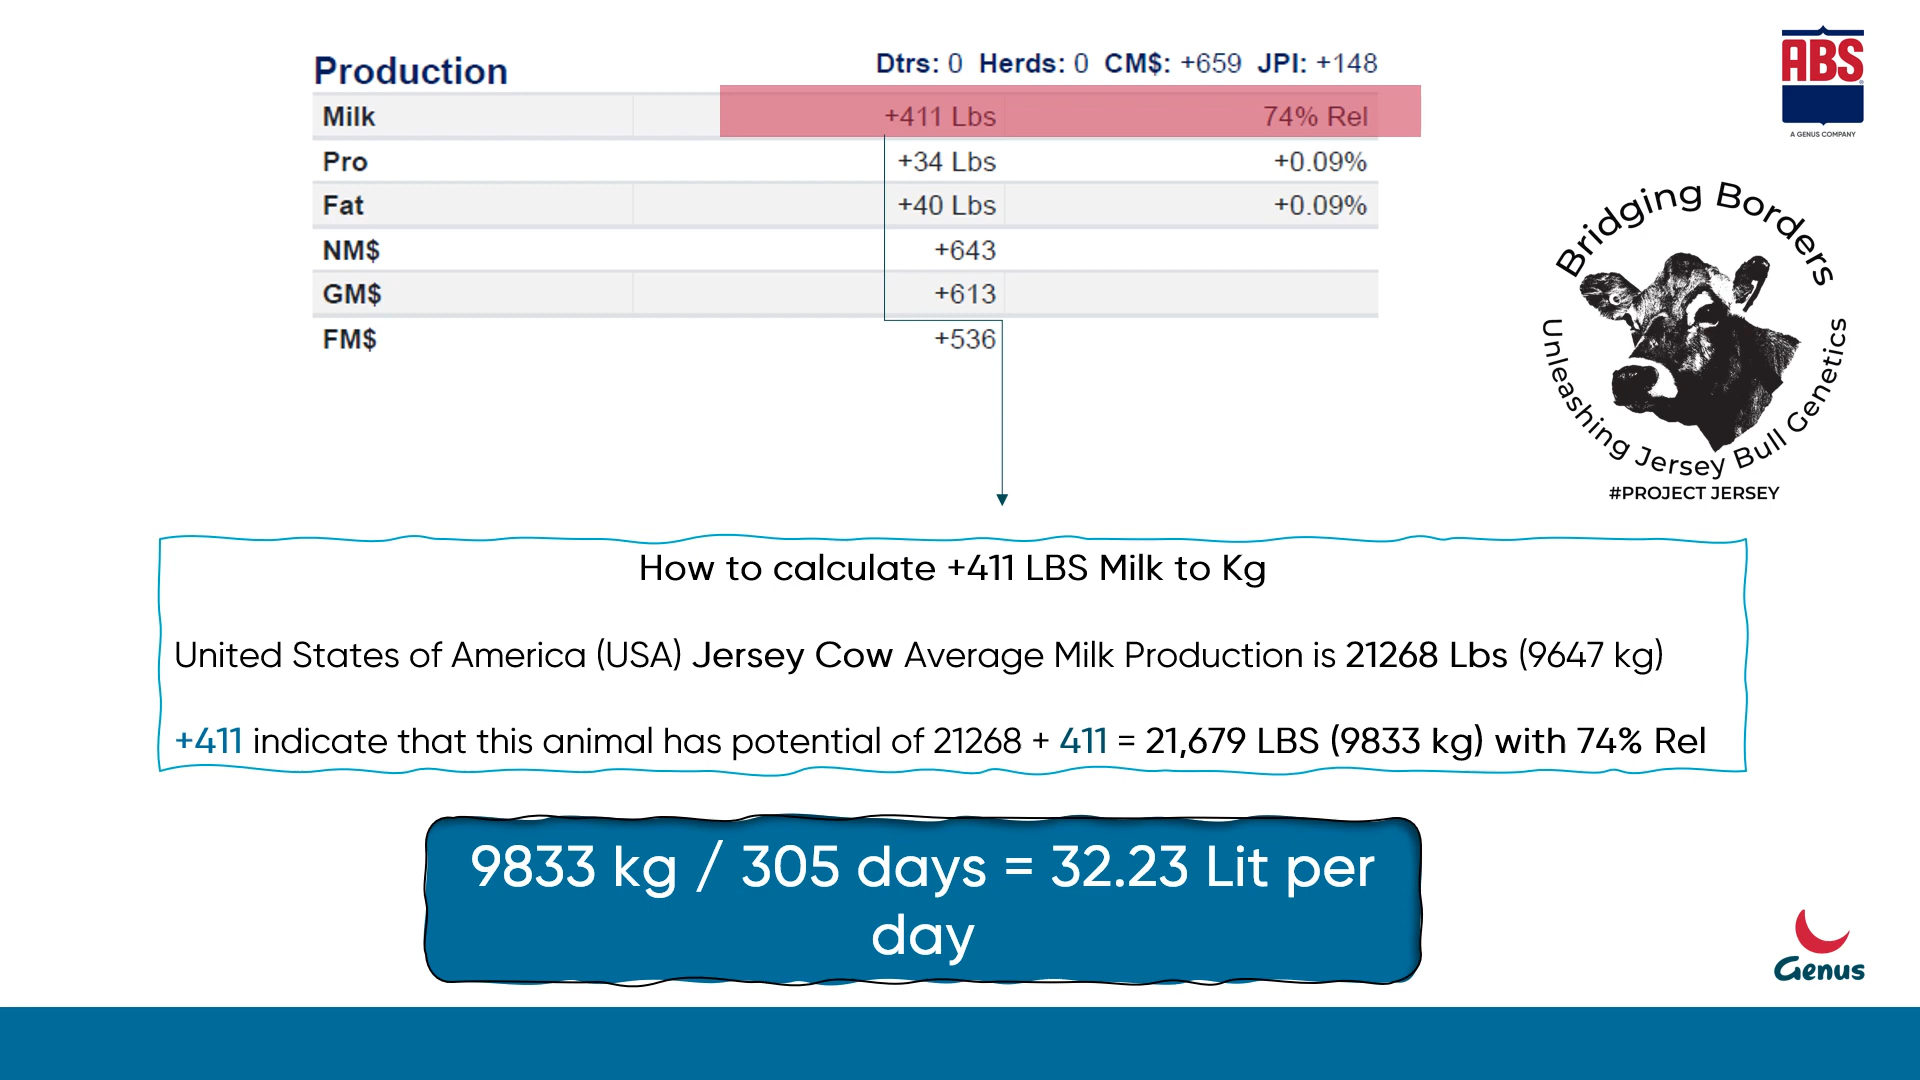 Production
Dtrs: 0 Herds: 0 CM$: +659 JPI: +148
Milk +411 Lbs 74% Rel
Pro +34 Lbs +0.09%
Fat +40 Lbs +0.09%
NM$ +643
GM$ +613
FM$ +536
ABS
A GENUS COMPANY
Bridging Borders
Unleashing Jersey Bull Genetics
#PROJECT JERSEY
How to calculate +411 LBS Milk to Kg
United States of America (USA) Jersey Cow Average Milk Production is 21268 Lbs (9647 kg)
+411 indicate that this animal has potential of 21268 + 411 = 21,679 LBS (9833 kg) with 74% Rel
9833 kg / 305 days = 32.23 Lit per
day
Genus